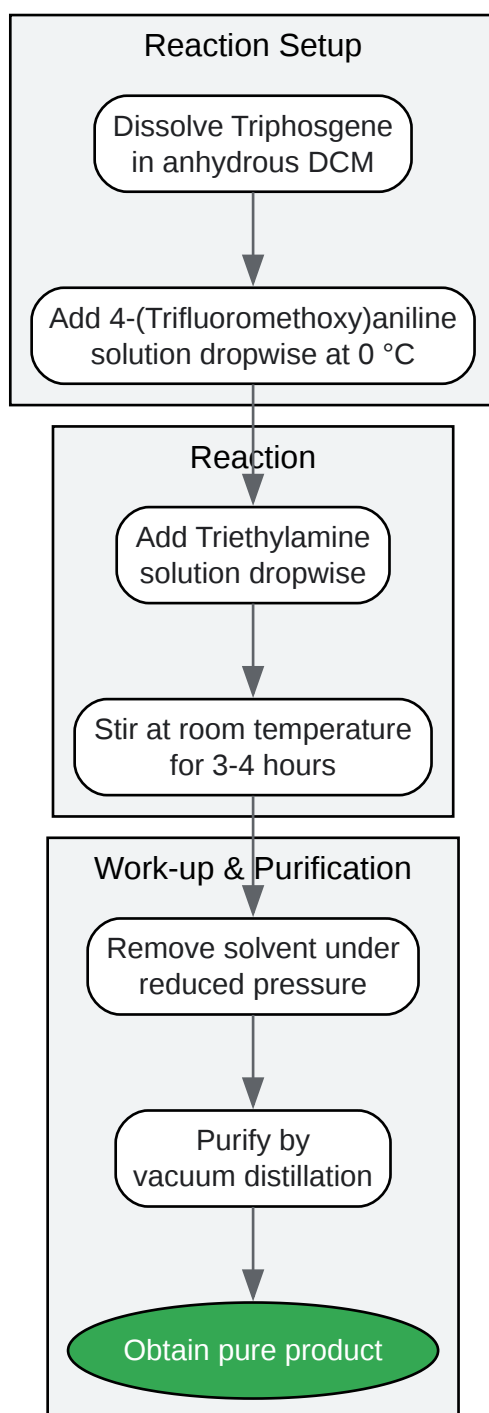 Reaction Setup
Dissolve Triphosgene
in anhydrous DCM
Add 4-(Trifluoromethoxy)aniline
solution dropwise at 0 °C
Reaction
Add Triethylamine
solution dropwise
Stir at room temperature
for 3-4 hours
Work-up & Purification
Remove solvent under
reduced pressure
Purify by
vacuum distillation
Obtain pure product